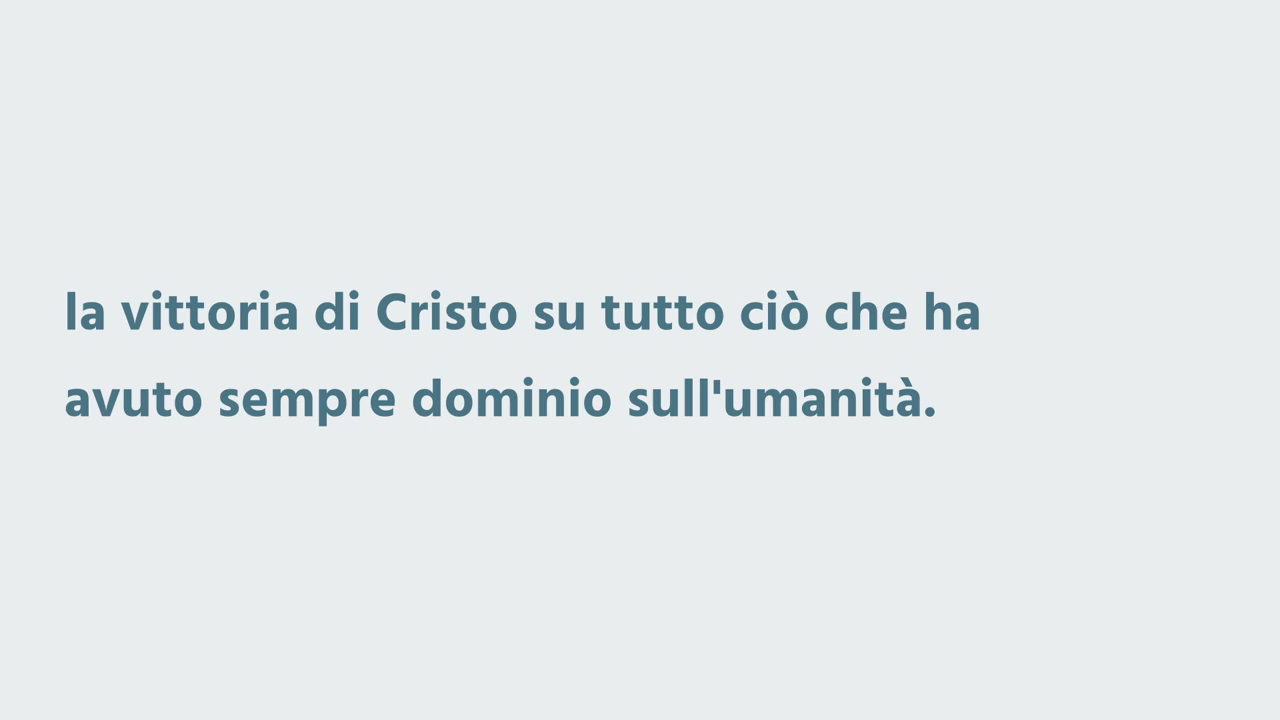 la vittoria di Cristo su tutto ciò che ha
avuto sempre dominio sull'umanità.